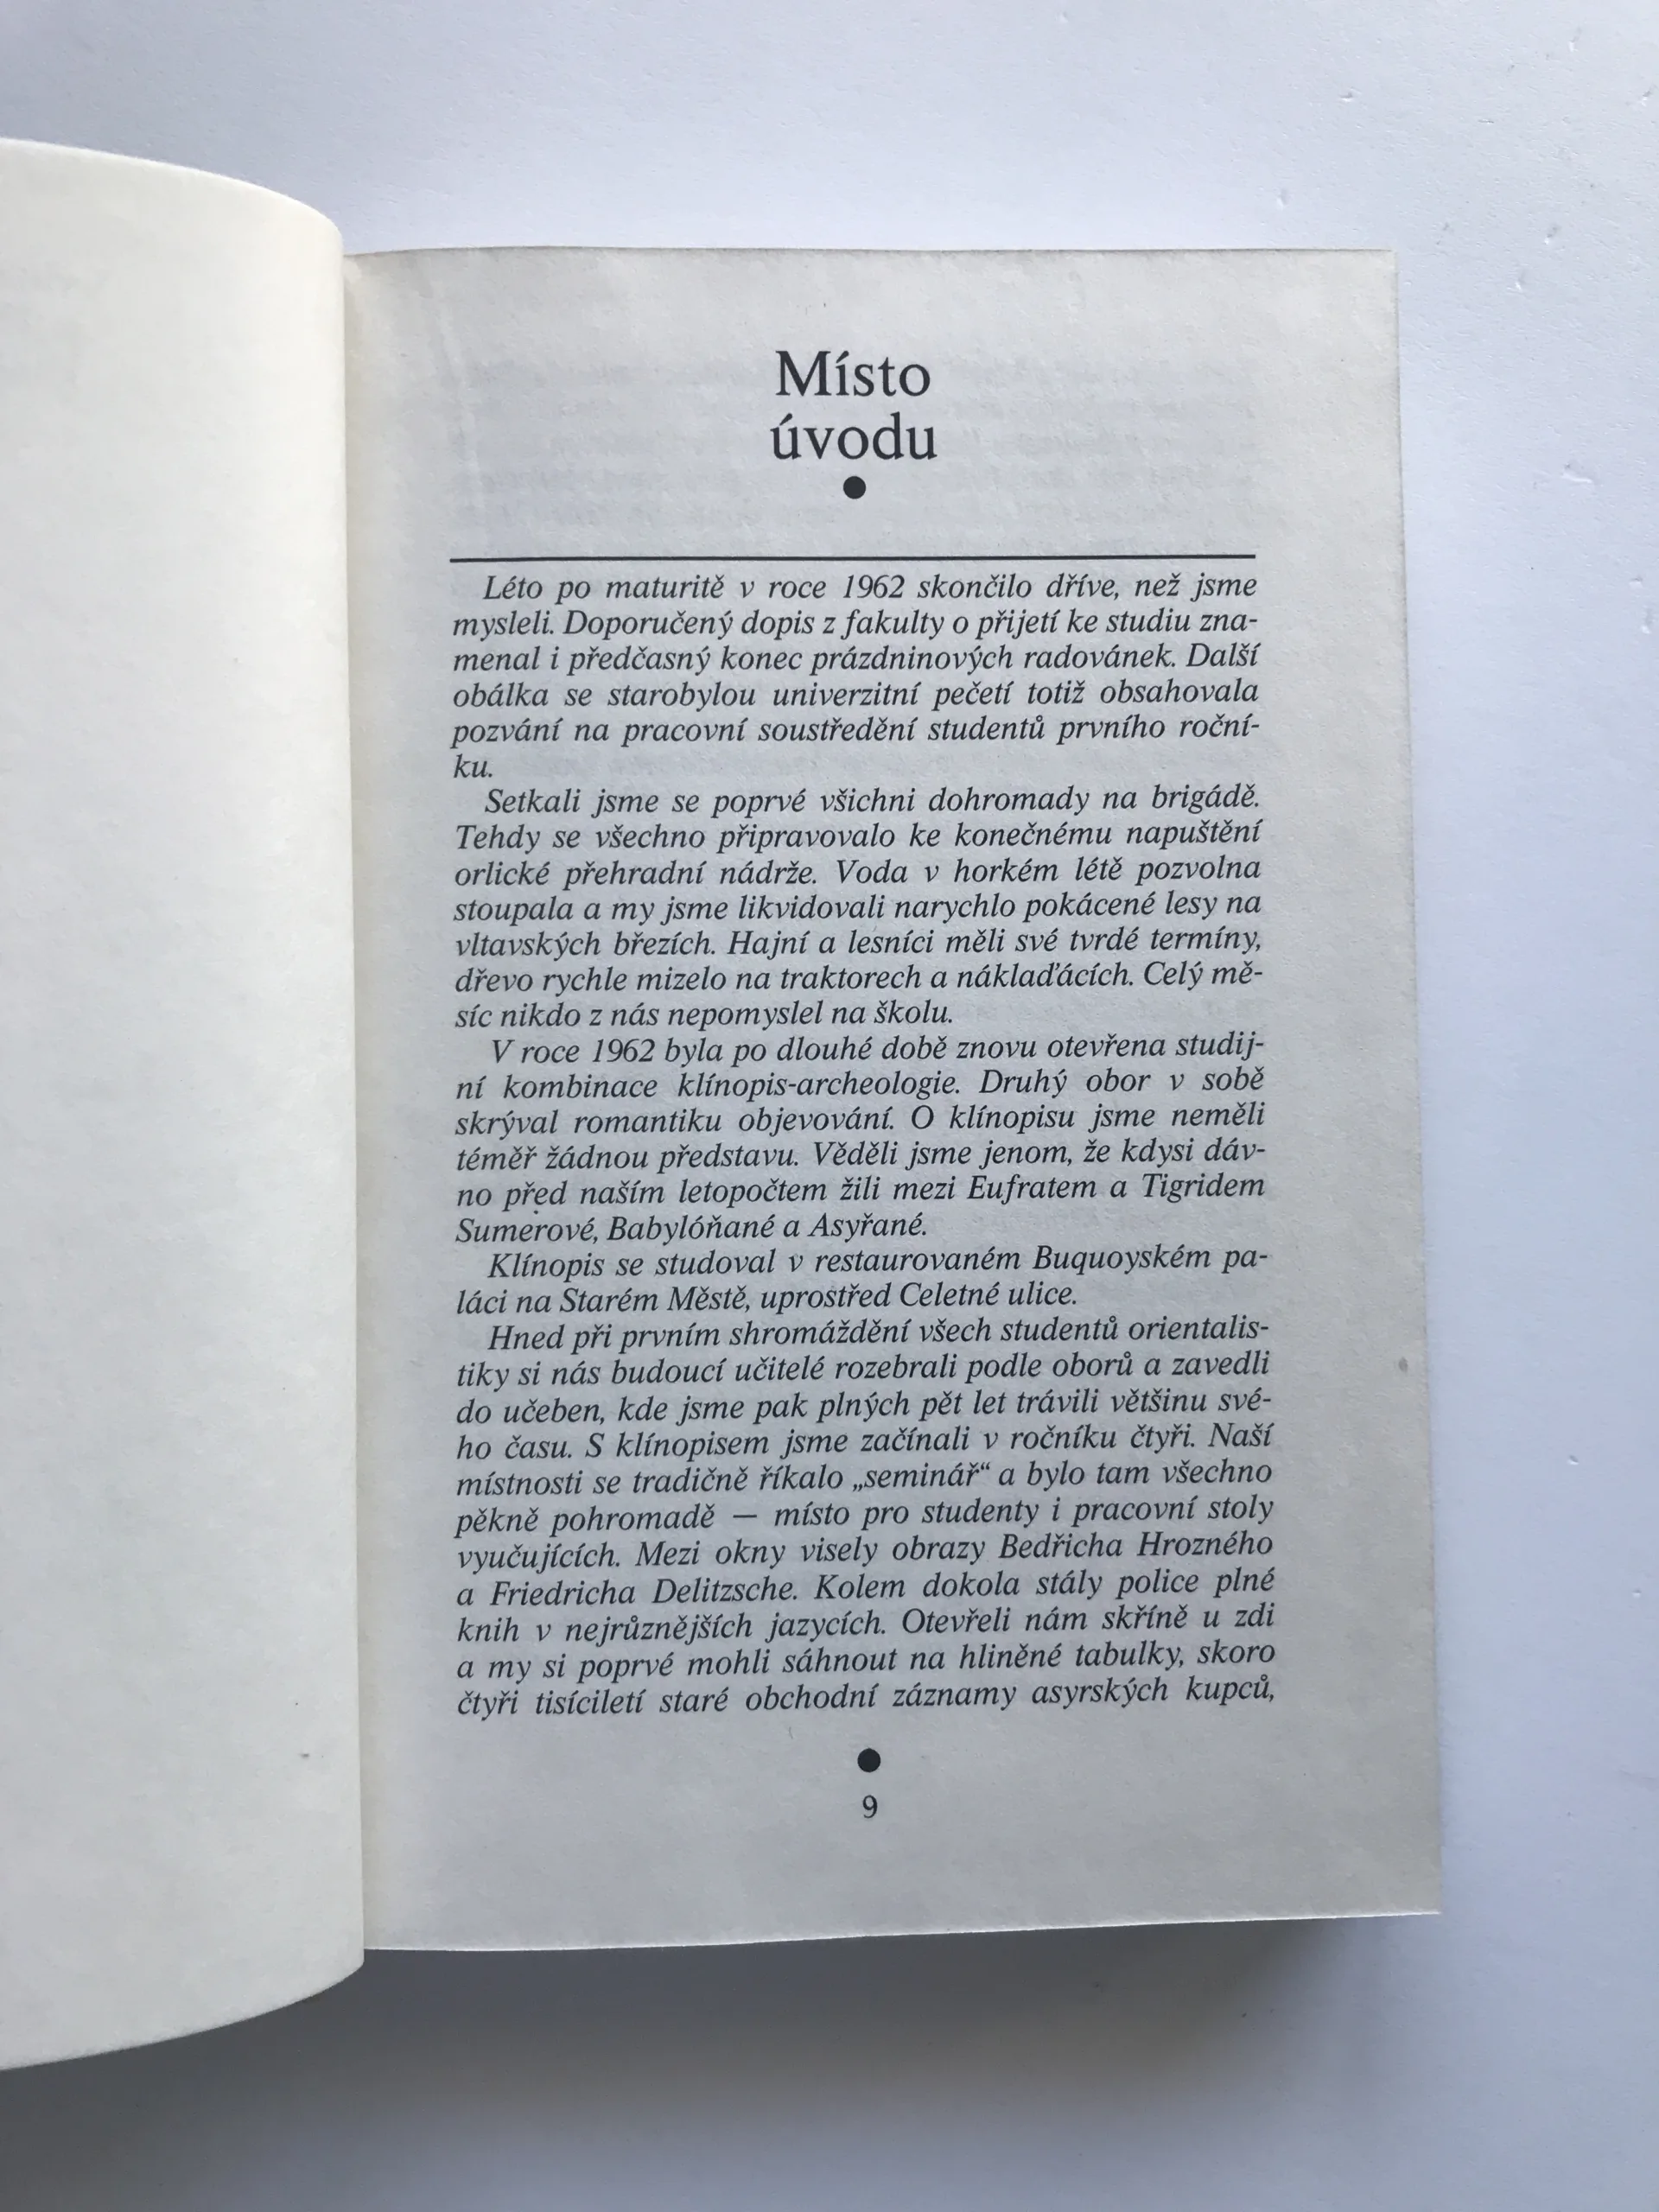 Místo
úvodu
Léto po maturitě v roce 1962 skončilo dříve, než jsme
mysleli. Doporučený dopis z fakulty o přijetí ke studiu zna-
menal i předčasný konec prázdninových radovánek. Další
obálka se starobylou univerzitní pečetí totiž obsahovala
pozvání na pracovní soustředění studentů prvního roční-
ku.
Setkali jsme se poprvé všichni dohromady na brigádě.
Tehdy se všechno připravovalo ke konečnému napuštění
orlické přehradní nádrže. Voda v horkém létě pozvolna
stoupala a my jsme likvidovali narychlo pokácené lesy na
vltavských březích. Hajní a lesníci měli své tvrdé termíny,
dřevo rychle mizelo na traktorech a náklaďácích. Celý mě-
síc nikdo z nás nepomyslel na školu.
V roce 1962 byla po dlouhé době znovu otevřena studij-
ní kombinace klínopis-archeologie. Druhý obor v sobě
skrýval romantiku objevování. O klínopisu jsme neměli
téměř žádnou představu. Věděli jsme jenom, že kdysi dáv-
no před naším letopočtem žili mezi Eufratem a Tigridem
Sumerové, Babylóňané a Asyřané.
Klínopis se studoval v restaurovaném Buquoyském pa-
láci na Starém Městě, uprostřed Celetné ulice.
Hned při prvním shromáždění všech studentů orientalis-
tiky si nás budoucí učitelé rozebrali podle oborů a zavedli
do učeben, kde jsme pak plných pět let trávili většinu své-
ho času. S klínopisem jsme začínali v ročníku čtyři. Naší
místnosti se tradičně říkalo „seminář“ a bylo tam všechno
pěkně pohromadě — místo pro studenty i pracovní stoly
vyučujících. Mezi okny visely obrazy Bedřicha Hrozného
a Friedricha Delitzsche. Kolem dokola stály police plné
knih v nejrůznějších jazycích. Otevřeli nám skříně u zdi
a my si poprvé mohli sáhnout na hliněné tabulky, skoro
čtyři tisíciletí staré obchodní záznamy asyrských kupců,
9